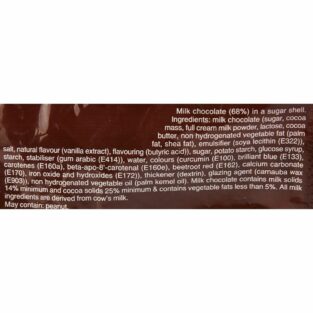 Milk chocolate (68%) in a sugar shell.
Ingredients: milk chocolate (sugar, cocoa
mass, full cream milk powder, lactose, cocoa
butter, non hydrogenated vegetable fat (palm
fat, shea fat), emulsifier (soya lecithin (E322)),
salt, natural flavour (vanilla extract), flavouring (butyric acid)), sugar, potato starch, glucose syrup,
starch, stabiliser (gum arabic (E414)), water, colours (curcumin (E100), brilliant blue (E133),
carotenes (E160a), beta-apo-8'-carotenal (E160e), beetroot red (E162), calcium carbonate
(E170), iron oxide and hydroxides (E172)), thickener (dextrin), glazing agent (carnauba wax
(E903)), non hydrogenated vegetable oil (palm kernel oil). Milk chocolate contains milk solids
14% minimum and cocoa solids 25% minimum & contains vegetable fats less than 5%. All milk
ingredients are derived from cow's milk.
May contain: peanut.